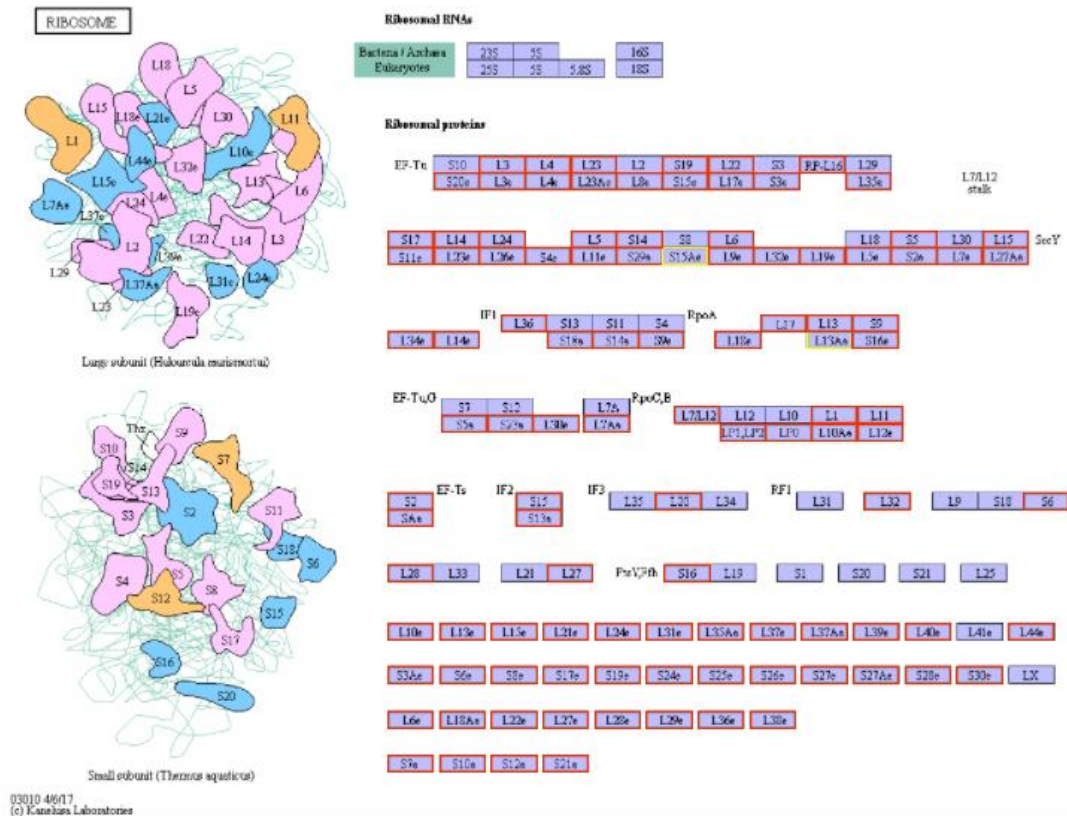 RIBOSOME
Ribosomal RNAs
Bacteria / Archaea 23S 5S 16S
Eukaryotes 25S 5S 5.8S 18S
L18
L5
L15
L18e
L21e
L30
L11
L1
L44e
L32e
L10e
L15e
L13
L6
L7Ae
L24
L4e
L37e
L2
L22
L14
L3
L39e
L29
L37Ae
L31e
L24e
L23
L19e
Large subunit (Haloarcula marismortui)
Ribosomal proteins
EF-Tu S10 L3 L4 L23 L2 S19 L22 S3 RP-L16 L29
S20e L3e L4e L23Ae L8e S15e L17e S3e L35e
L7/L12
stalk
S17 L14 L24 L5 S14 S8 L6 L18 S5 L30 L15 SecY
S11e L23e L26e S4e L11e S29e S15Ae L9e L32e L19e L5e S2e L7e L27Ae
IF1 L36 S13 S11 S4 RpoA L17 L13 S9
L34e L14e S18e S14e S9e L18e L13Ae S16e
EF-Tu,G S7 S12 L7A RpoC,B L7/L12 L12 L10 L1 L11
S5e S23e L30e L7Ae LP1,LP2 LP0 L10Ae L12e
S2 EF-Ts IF2 S15 IF3 L35 L20 L34 RF1 L31 L32 L9 S18 S6
SAe S13e
L28 L33 L21 L27 FtsY,Ffh S16 L19 S1 S20 S21 L25
L10e L13e L15e L21e L24e L31e L35Ae L37e L37Ae L39e L40e L41e L44e
S3Ae S6e S8e S17e S19e S24e S25e S26e S27e S27Ae S28e S30e LX
L6e L18Ae L22e L27e L28e L29e L36e L38e
S7e S10e S12e S21e
Thx
S9
S10
S14
S7
S19
S13
S3
S2
S11
S18
S6
S4
S5
S8
S12
S15
S17
S16
S20
Small subunit (Thermus aquaticus)
03010 4/6/17
(c) Kanehisa Laboratories